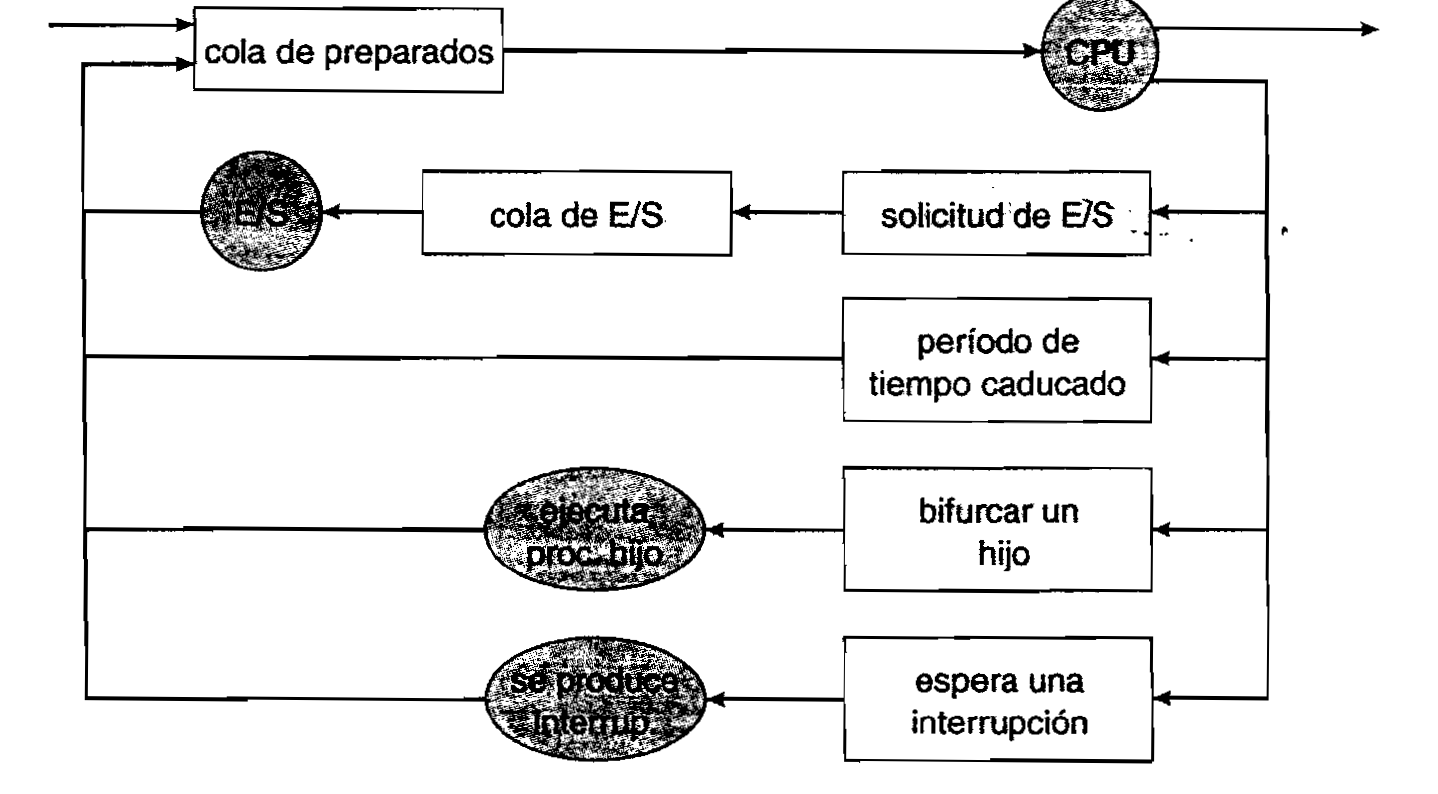 cola de preparados
CPU
E/S
cola de E/S
solicitud de E/S
período de
tiempo caducado
ejecuta
proc. hijo
bifurcar un
hijo
se produce
interrup.
espera una
interrupción